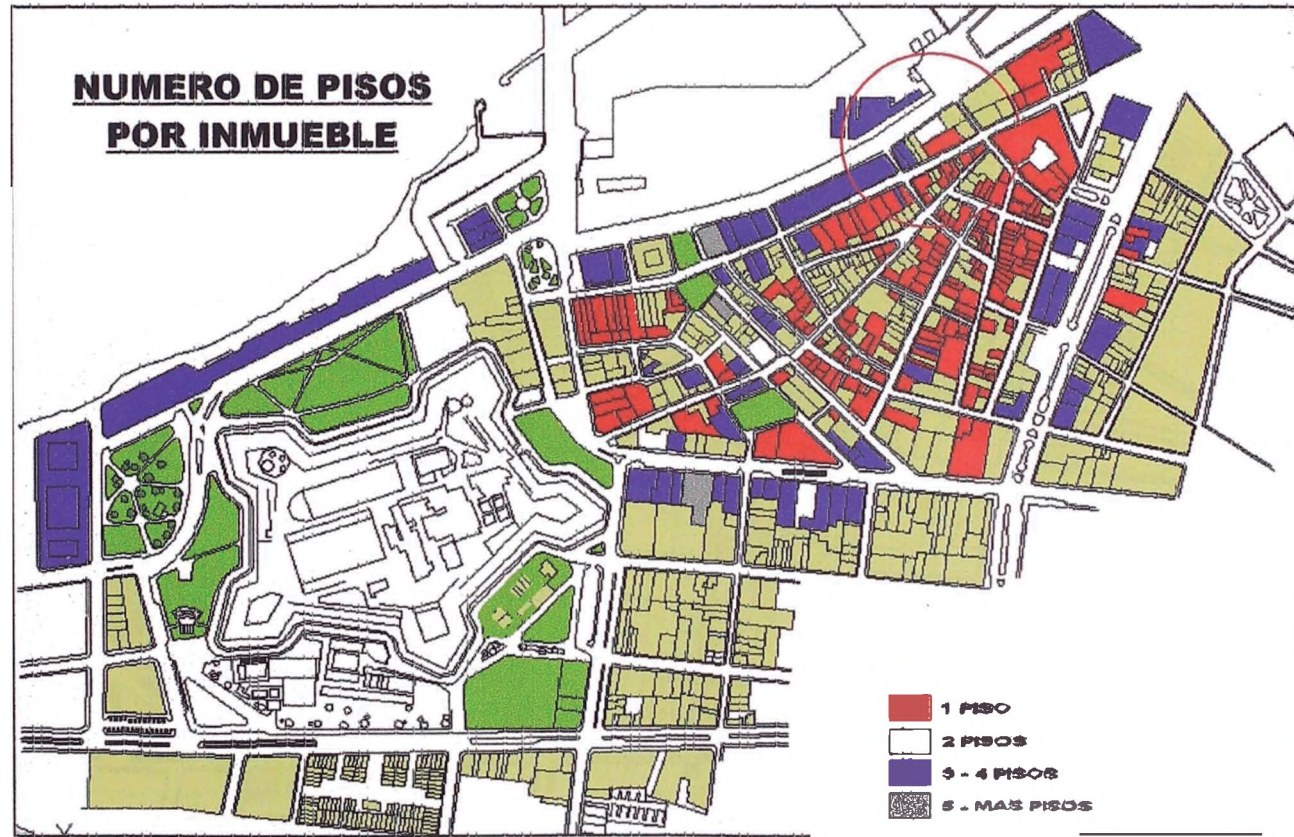 NUMERO DE PISOS
POR INMUEBLE
1 PISO
2 PISOS
3 - 4 PISOS
5 - MAS PISOS